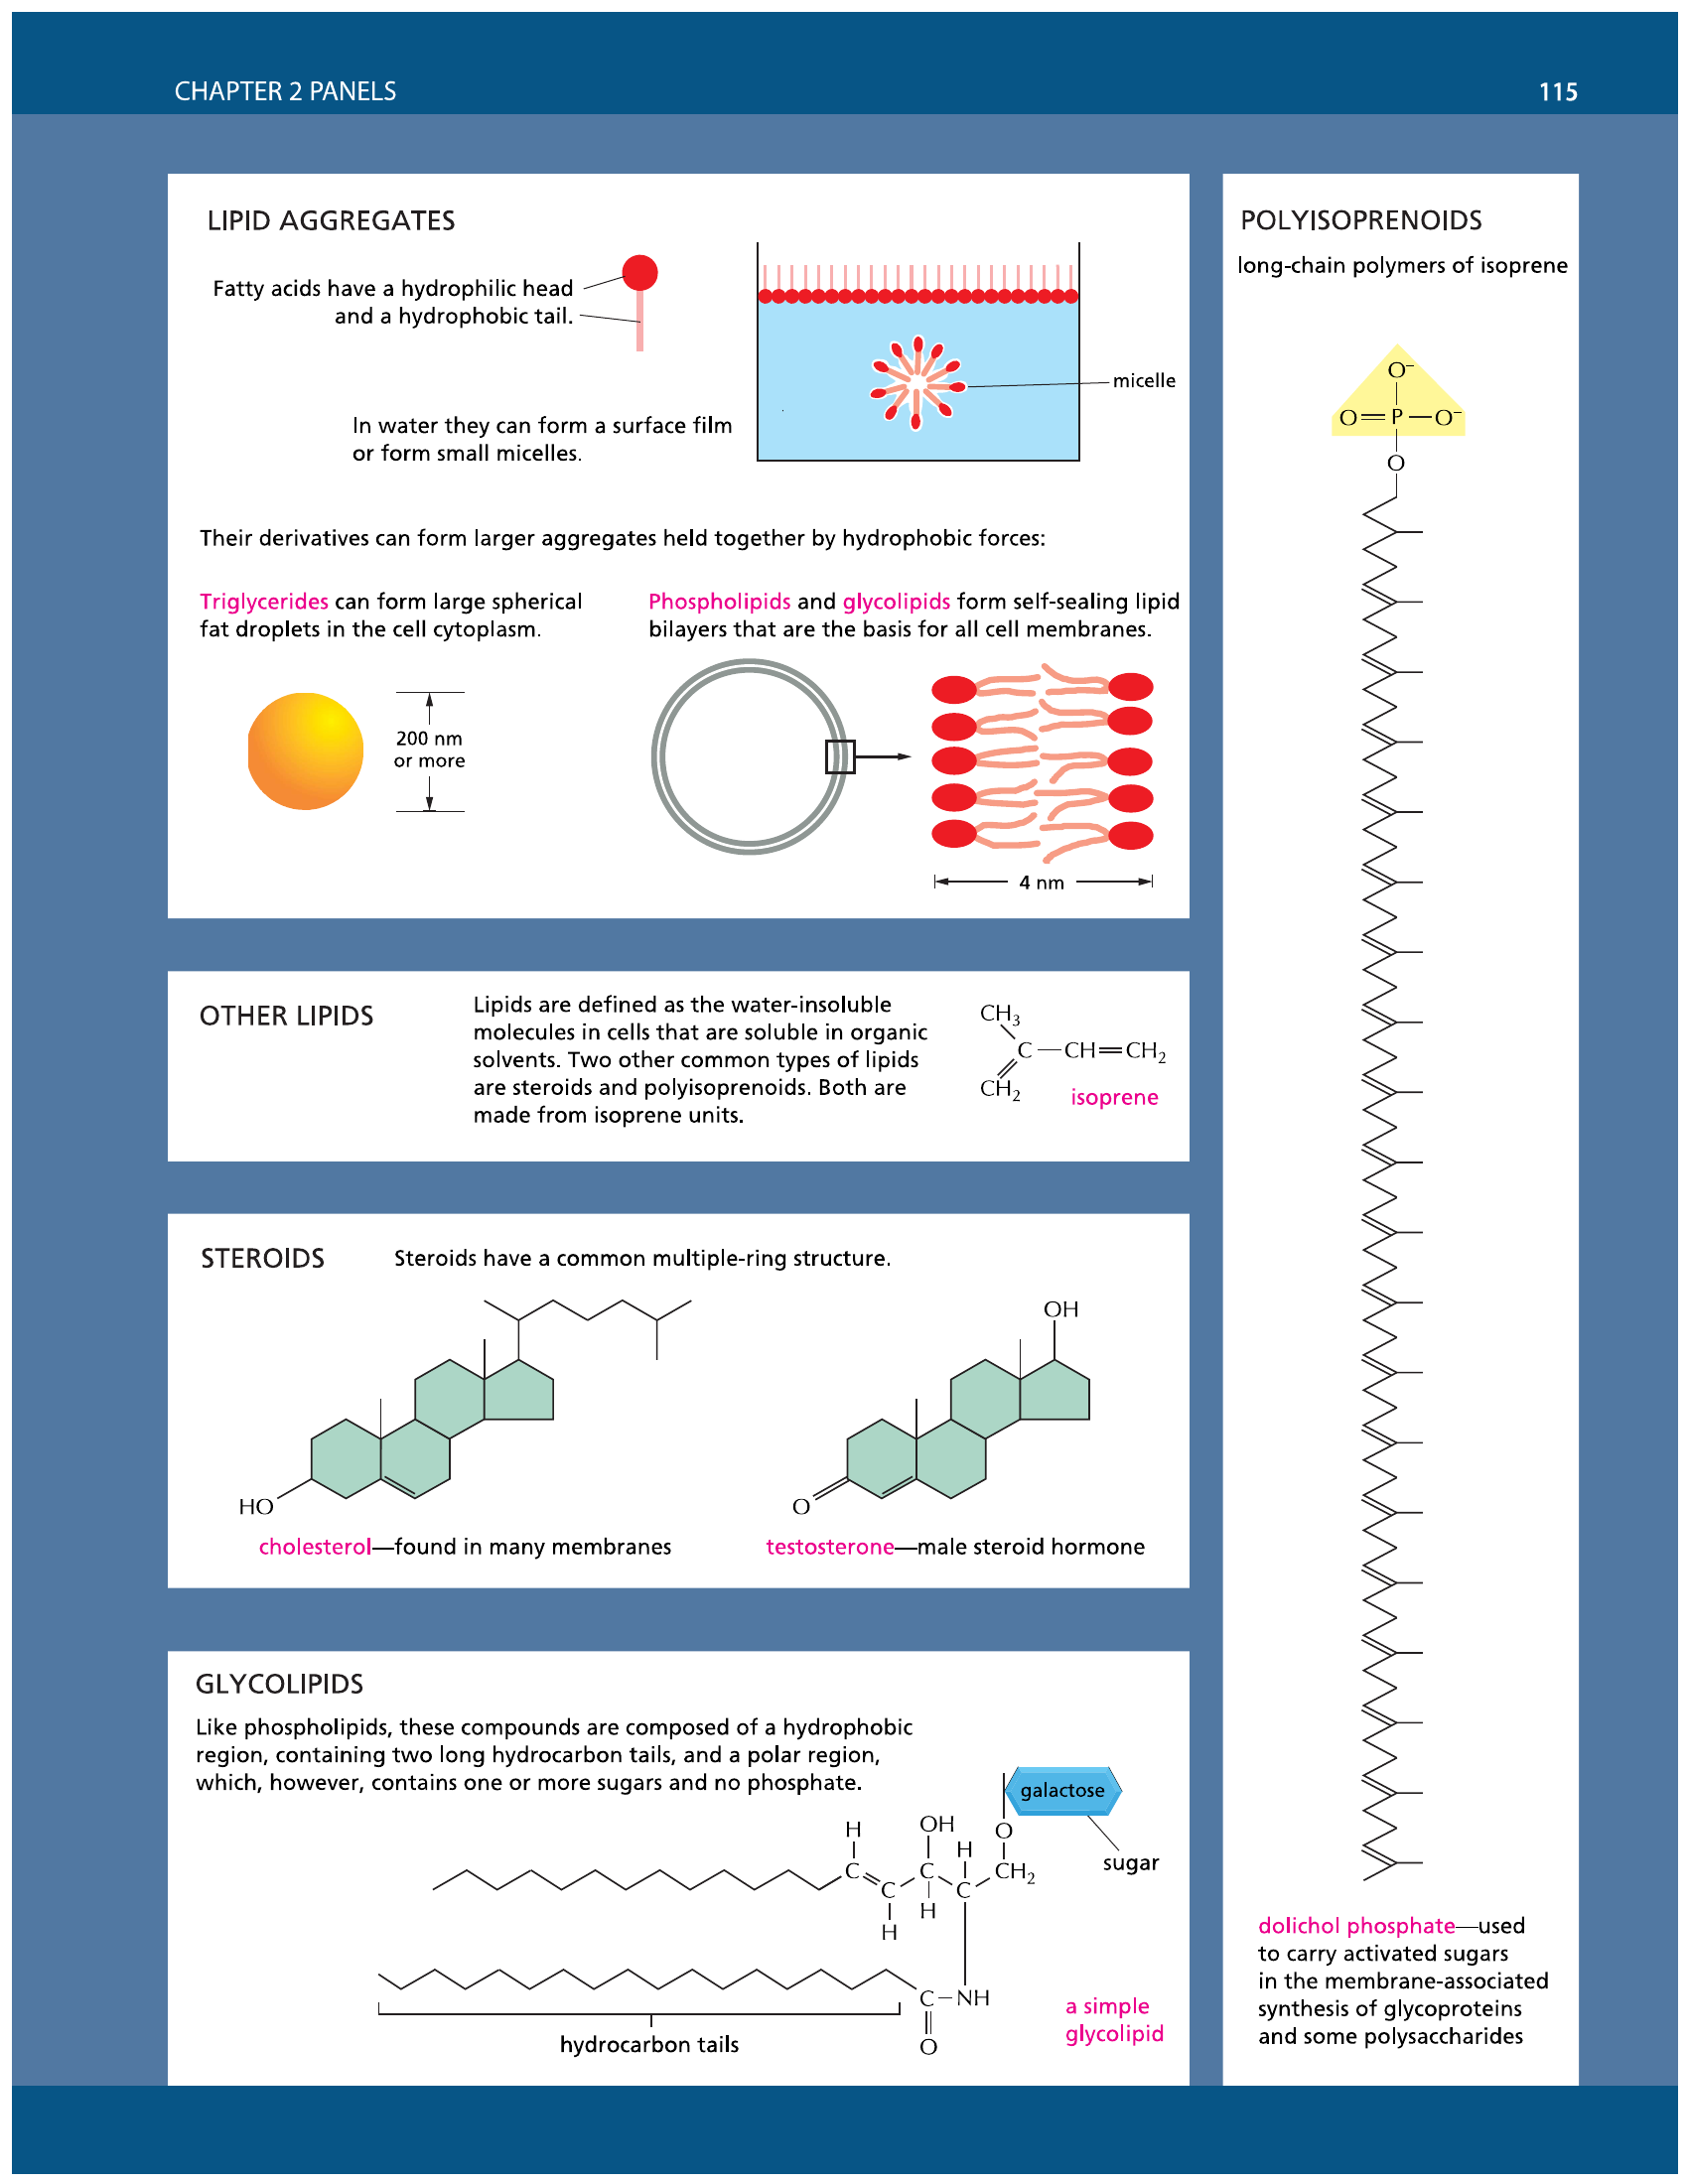 CHAPTER 2 PANELS
115
LIPID AGGREGATES
Fatty acids have a hydrophilic head
and a hydrophobic tail.
In water they can form a surface film
or form small micelles.
micelle
Their derivatives can form larger aggregates held together by hydrophobic forces:
Triglycerides can form large spherical
fat droplets in the cell cytoplasm.
200 nm
or more
Phospholipids and glycolipids form self-sealing lipid
bilayers that are the basis for all cell membranes.
4 nm
OTHER LIPIDS
Lipids are defined as the water-insoluble
molecules in cells that are soluble in organic
solvents. Two other common types of lipids
are steroids and polyisoprenoids. Both are
made from isoprene units.
CH3
C—CH=CH2
CH2
isoprene
STEROIDS
Steroids have a common multiple-ring structure.
HO
cholesterol—found in many membranes
OH
O
testosterone—male steroid hormone
GLYCOLIPIDS
Like phospholipids, these compounds are composed of a hydrophobic
region, containing two long hydrocarbon tails, and a polar region,
which, however, contains one or more sugars and no phosphate.
galactose
sugar
H OH H O
C C C C CH2
H H
C—NH
O
hydrocarbon tails
a simple
glycolipid
POLYISOPRENOIDS
long-chain polymers of isoprene
O−
O=P—O−
O
dolichol phosphate—used
to carry activated sugars
in the membrane-associated
synthesis of glycoproteins
and some polysaccharides